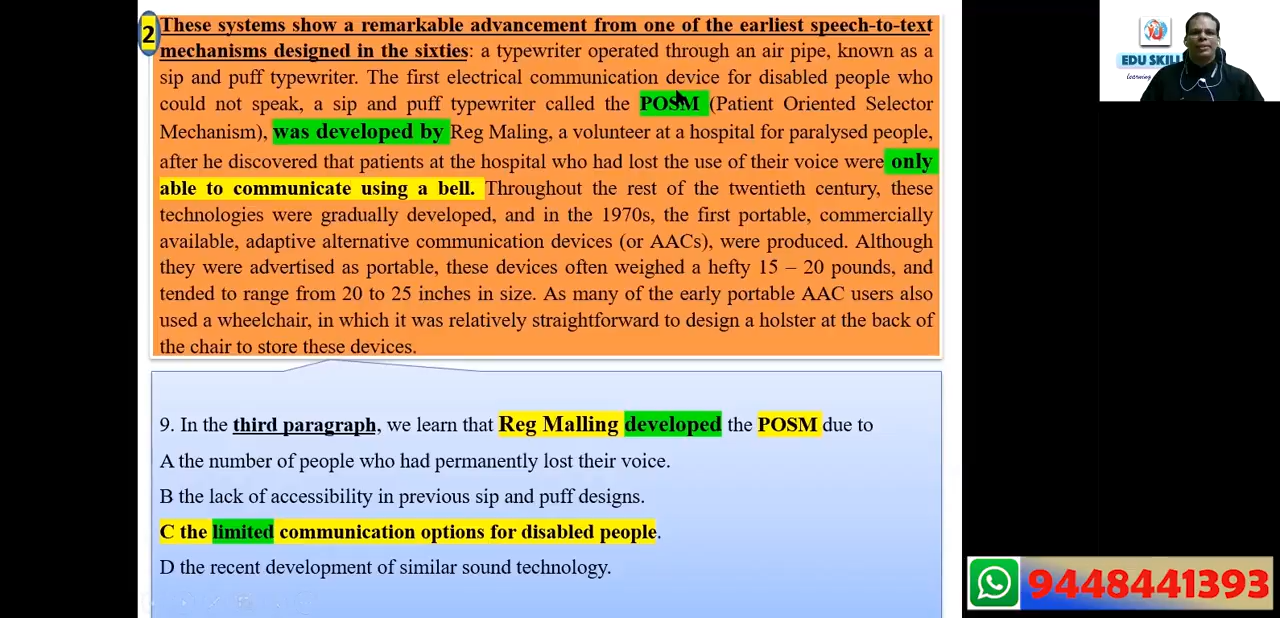 2
These systems show a remarkable advancement from one of the earliest speech-to-text
mechanisms designed in the sixties: a typewriter operated through an air pipe, known as a
sip and puff typewriter. The first electrical communication device for disabled people who
could not speak, a sip and puff typewriter called the POSM (Patient Oriented Selector
Mechanism), was developed by Reg Maling, a volunteer at a hospital for paralysed people,
after he discovered that patients at the hospital who had lost the use of their voice were only
able to communicate using a bell. Throughout the rest of the twentieth century, these
technologies were gradually developed, and in the 1970s, the first portable, commercially
available, adaptive alternative communication devices (or AACs), were produced. Although
they were advertised as portable, these devices often weighed a hefty 15 – 20 pounds, and
tended to range from 20 to 25 inches in size. As many of the early portable AAC users also
used a wheelchair, in which it was relatively straightforward to design a holster at the back of
the chair to store these devices.
9. In the third paragraph, we learn that Reg Malling developed the POSM due to
A the number of people who had permanently lost their voice.
B the lack of accessibility in previous sip and puff designs.
C the limited communication options for disabled people.
D the recent development of similar sound technology.
EDU SKILL
learning
9448441393